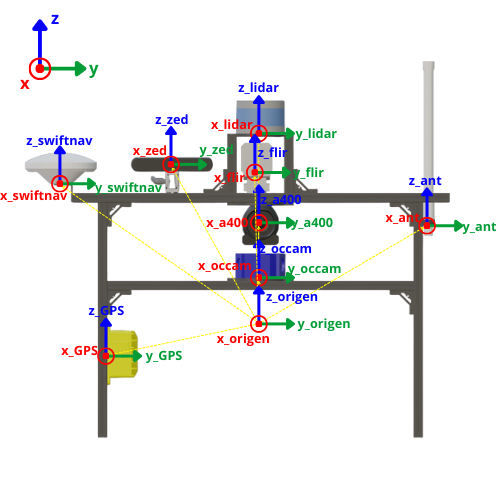 z
y
x
z_lidar
z_zed
x_lidar
y_lidar
z_swiftnav
x_zed
y_zed
z_flir
x_flir
y_flir
z_ant
y_swiftnav
x_swiftnav
z_a400
x_a400
y_a400
x_ant
y_ant
z_occam
x_occam
y_occam
z_origen
z_GPS
y_origen
x_origen
x_GPS
y_GPS